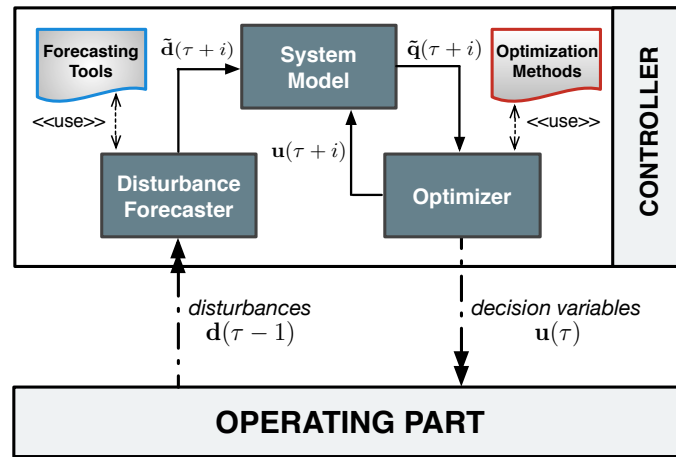 Forecasting
Tools
d̃(τ + i)
System
Model
q̃(τ + i)
Optimization
Methods
<<use>>
<<use>>
u(τ + i)
Disturbance
Forecaster
Optimizer
CONTROLLER
disturbances
d(τ − 1)
decision variables
u(τ)
OPERATING PART